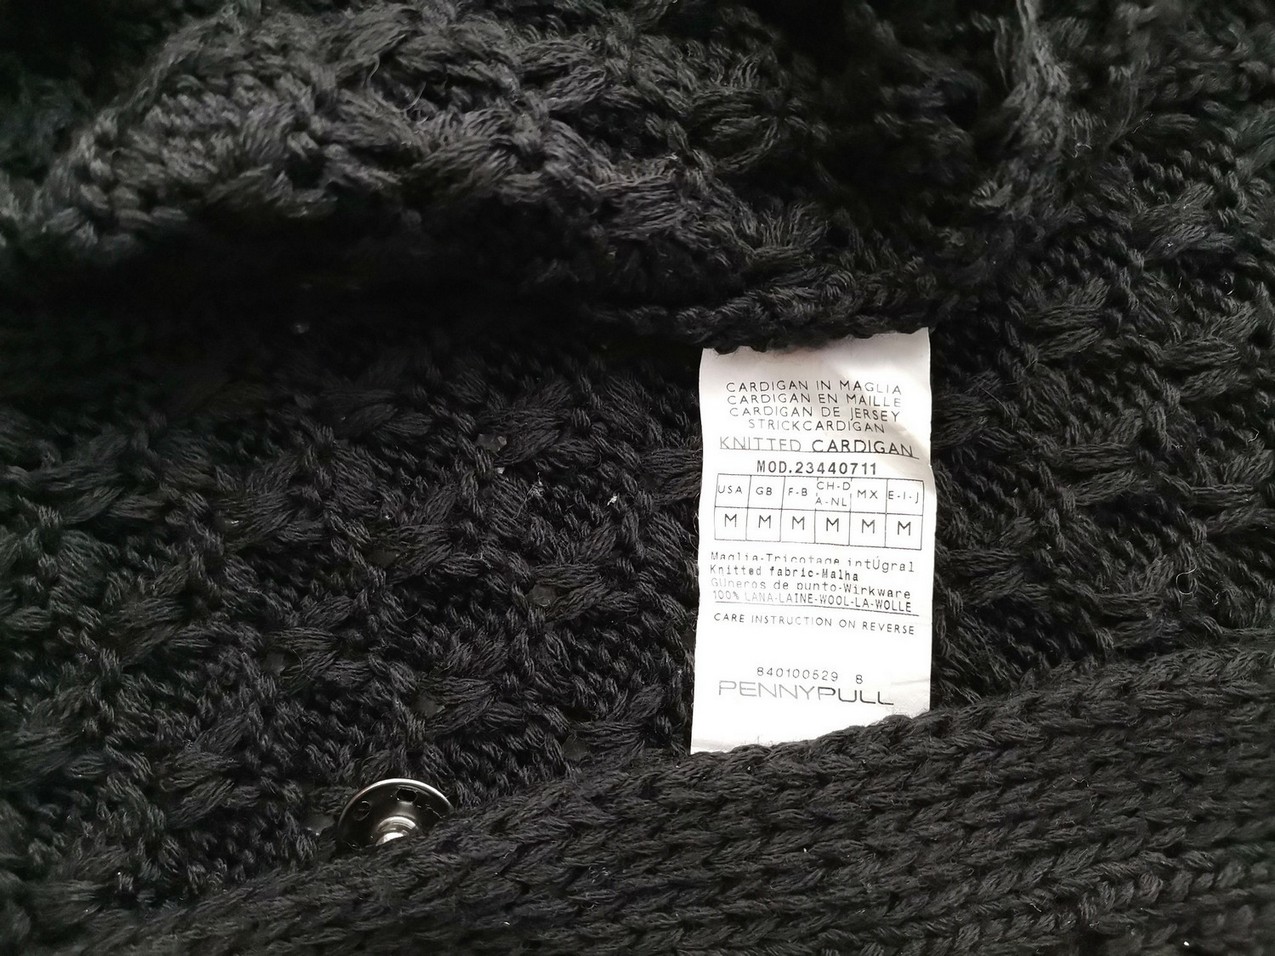 CARDIGAN IN MAGLIA
CARDIGAN EN MAILLE
CARDIGAN DE JERSEY
STRICKCARDIGAN
KNITTED CARDIGAN
MOD.23440711
USA GB F-B CH-D A-NL MX E-I-J
M M M M M M
Maglia-Tricotage intÚgral
Knitted fabric-Malha
GÚneros de punto-Wirkware
100% LANA-LAINE-WOOL-LA-WOLLE
CARE INSTRUCTION ON REVERSE
840100529 8
PENNYPULL